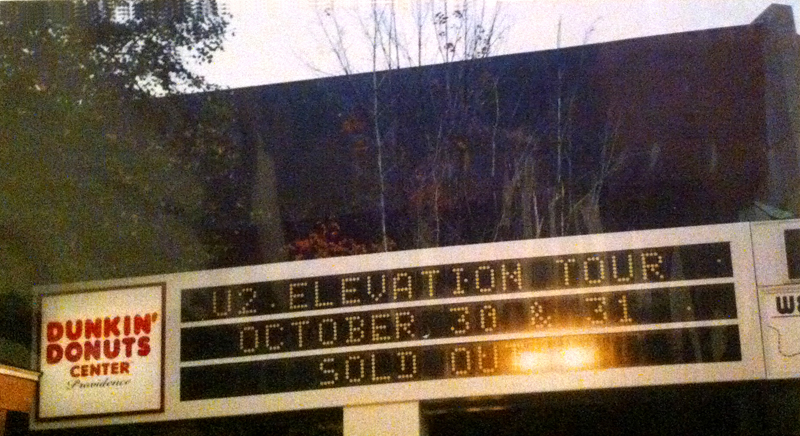 DUNKIN'
DONUTS
CENTER
Providence
U2. ELEVATION TOUR
OCTOBER 30 & 31
SOLD OUT